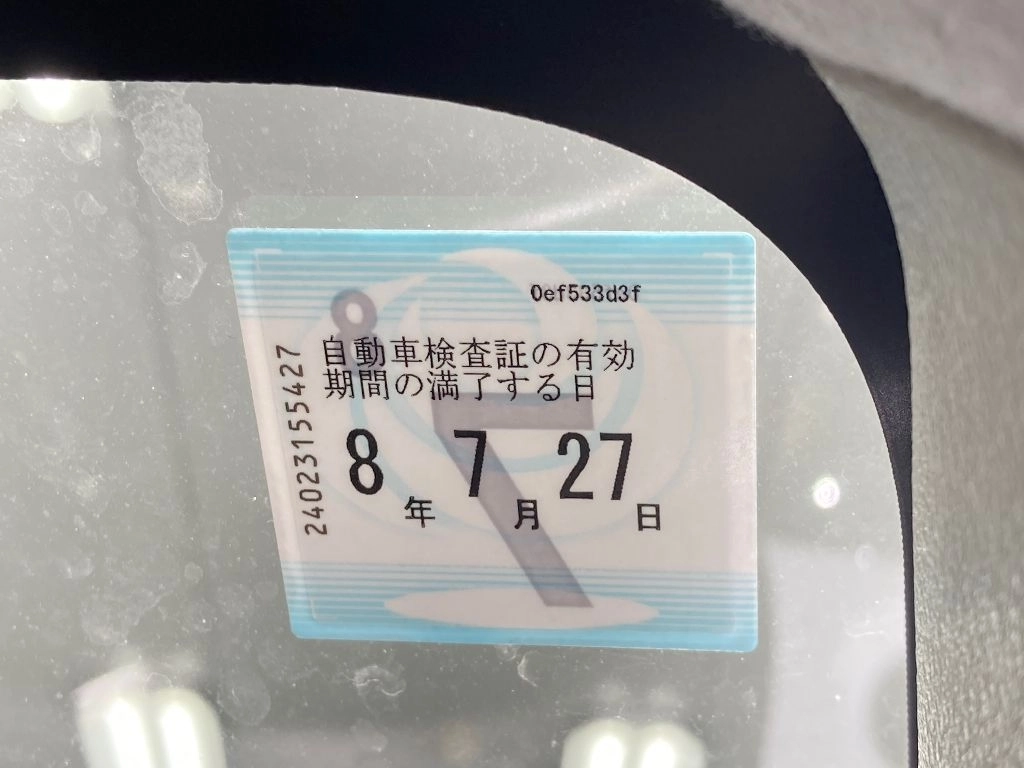 0ef533d3f
自動車検査証の有効
期間の満了する日
8年7月27日
24023155427